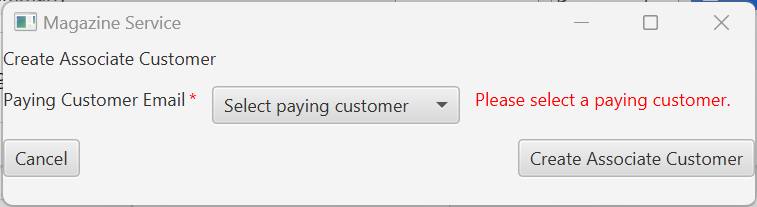 Magazine Service
Create Associate Customer
Paying Customer Email * Select paying customer Please select a paying customer.
Cancel Create Associate Customer